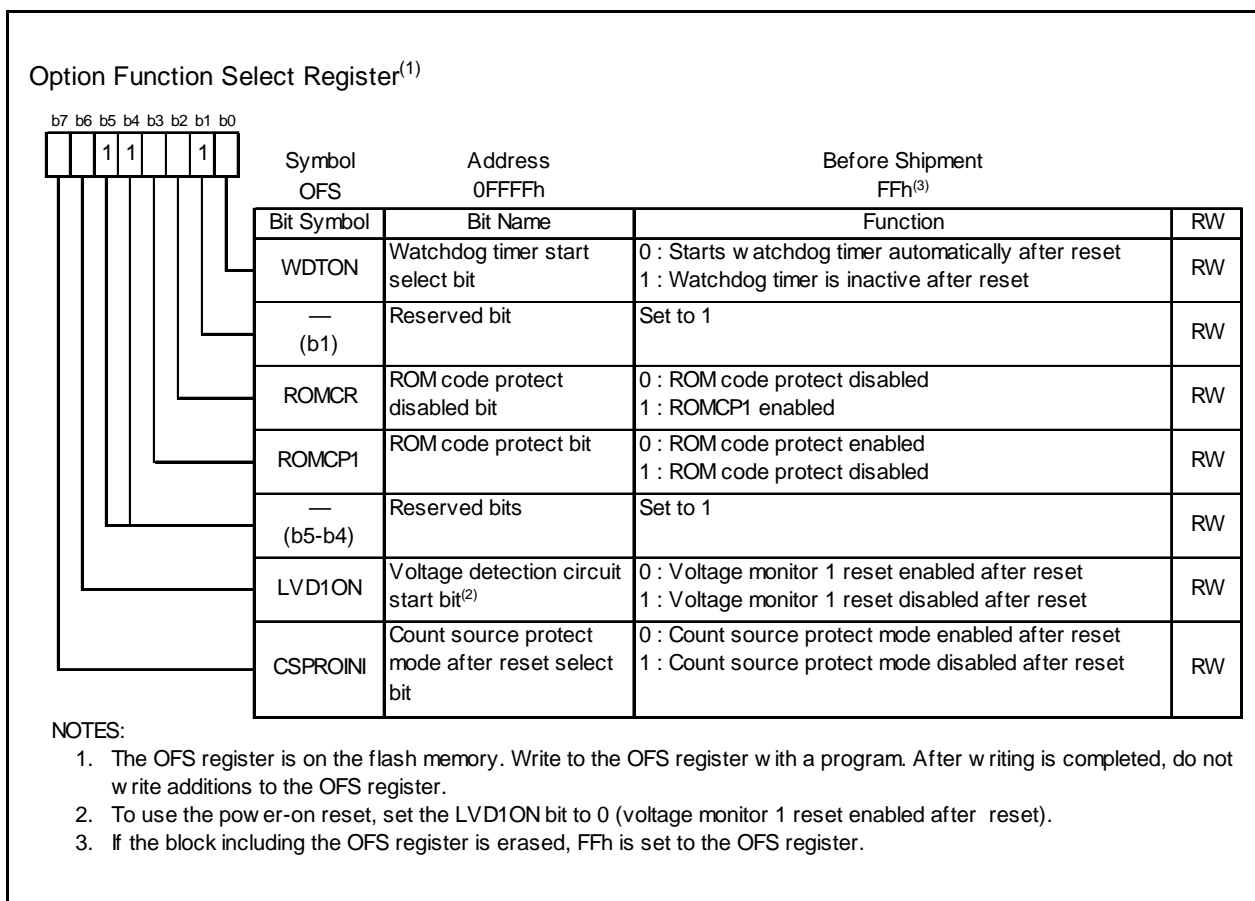 Option Function Select Register(1)
b7 b6 b5 b4 b3 b2 b1 b0
1 1 1
Symbol Address Before Shipment
OFS 0FFFFh FFh(3)
Bit Symbol Bit Name Function RW
WDTON Watchdog timer start select bit 0 : Starts watchdog timer automatically after reset
1 : Watchdog timer is inactive after reset RW
—
(b1) Reserved bit Set to 1 RW
ROMCR ROM code protect disabled bit 0 : ROM code protect disabled
1 : ROMCP1 enabled RW
ROMCP1 ROM code protect bit 0 : ROM code protect enabled
1 : ROM code protect disabled RW
—
(b5-b4) Reserved bits Set to 1 RW
LVD1ON Voltage detection circuit start bit(2) 0 : Voltage monitor 1 reset enabled after reset
1 : Voltage monitor 1 reset disabled after reset RW
CSPROINI Count source protect mode after reset select bit 0 : Count source protect mode enabled after reset
1 : Count source protect mode disabled after reset RW
NOTES:
1. The OFS register is on the flash memory. Write to the OFS register with a program. After writing is completed, do not
write additions to the OFS register.
2. To use the power-on reset, set the LVD1ON bit to 0 (voltage monitor 1 reset enabled after reset).
3. If the block including the OFS register is erased, FFh is set to the OFS register.